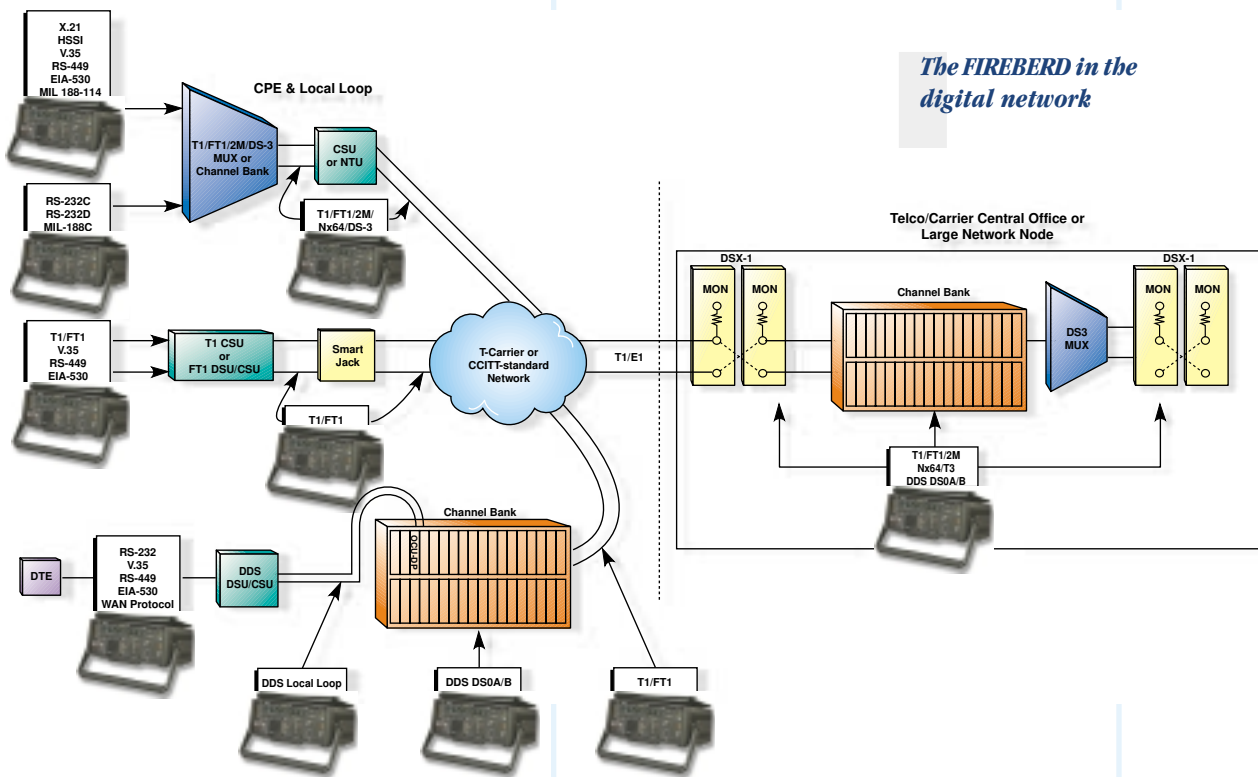 X.21
HSSI
V.35
RS-449
EIA-530
MIL 188-114
The FIREBERD in the
digital network
CPE & Local Loop
T1/FT1/2M/DS-3
MUX or
Channel Bank
CSU
or NTU
RS-232C
RS-232D
MIL-188C
T1/FT1/2M/
Nx64/DS-3
Telco/Carrier Central Office or
Large Network Node
DSX-1
DSX-1
MON
MON
Channel Bank
MON
MON
DS3
MUX
T1/FT1
V.35
RS-449
EIA-530
T1 CSU
or
FT1 DSU/CSU
Smart
Jack
T-Carrier or
CCITT-standard
Network
T1/E1
T1/FT1
T1/FT1/2M
Nx64/T3
DDS DS0A/B
Channel Bank
OCU-DP
DTE
RS-232
V.35
RS-449
EIA-530
WAN Protocol
DDS
DSU/CSU
DDS Local Loop
DDS DS0A/B
T1/FT1